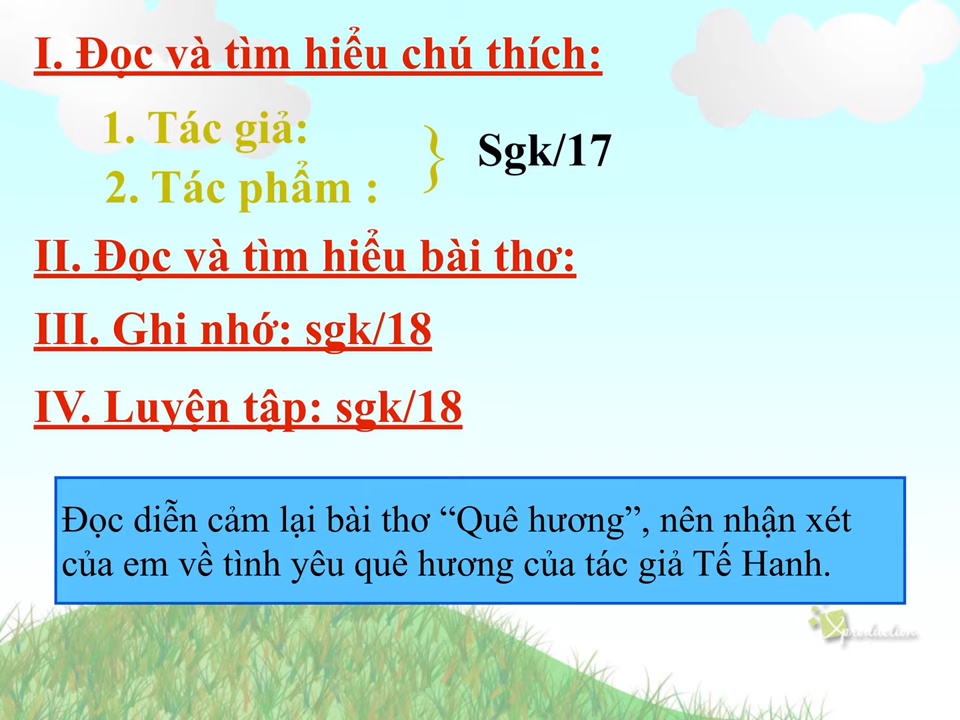 I. Đọc và tìm hiểu chú thích:
1. Tác giả:
2. Tác phẩm :
} Sgk/17
II. Đọc và tìm hiểu bài thơ:
III. Ghi nhớ: sgk/18
IV. Luyện tập: sgk/18
Đọc diễn cảm lại bài thơ “Quê hương”, nên nhận xét
của em về tình yêu quê hương của tác giả Tế Hanh.
Xproduction